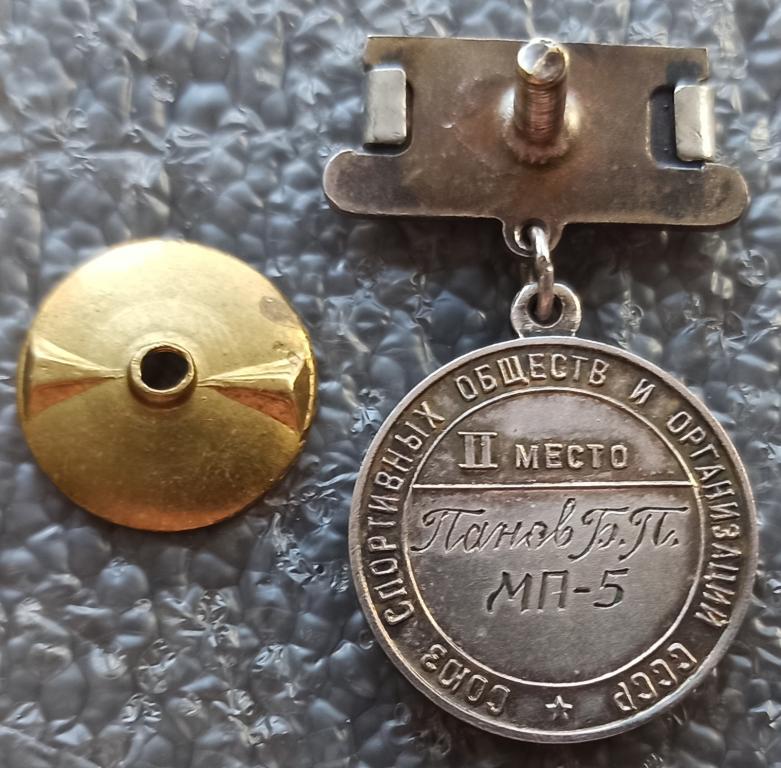 СОЮЗ СПОРТИВНЫХ ОБЩЕСТВ И ОРГАНИЗАЦИЙ СССР
II МЕСТО
Панов Б.П.
МП-5